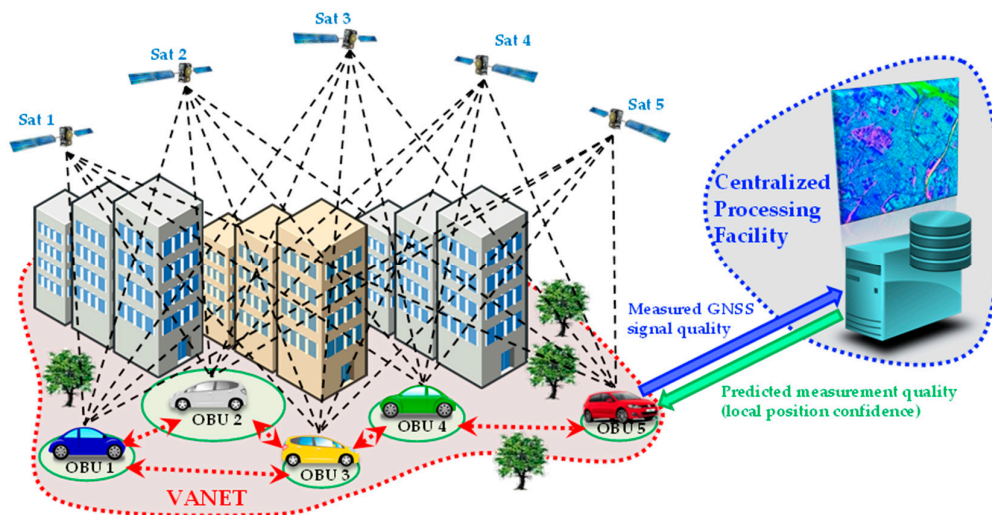 Sat 1
Sat 2
Sat 3
Sat 4
Sat 5
Centralized
Processing
Facility
Measured GNSS
signal quality
Predicted measurement quality
(local position confidence)
OBU 1
OBU 2
OBU 3
OBU 4
OBU 5
VANET